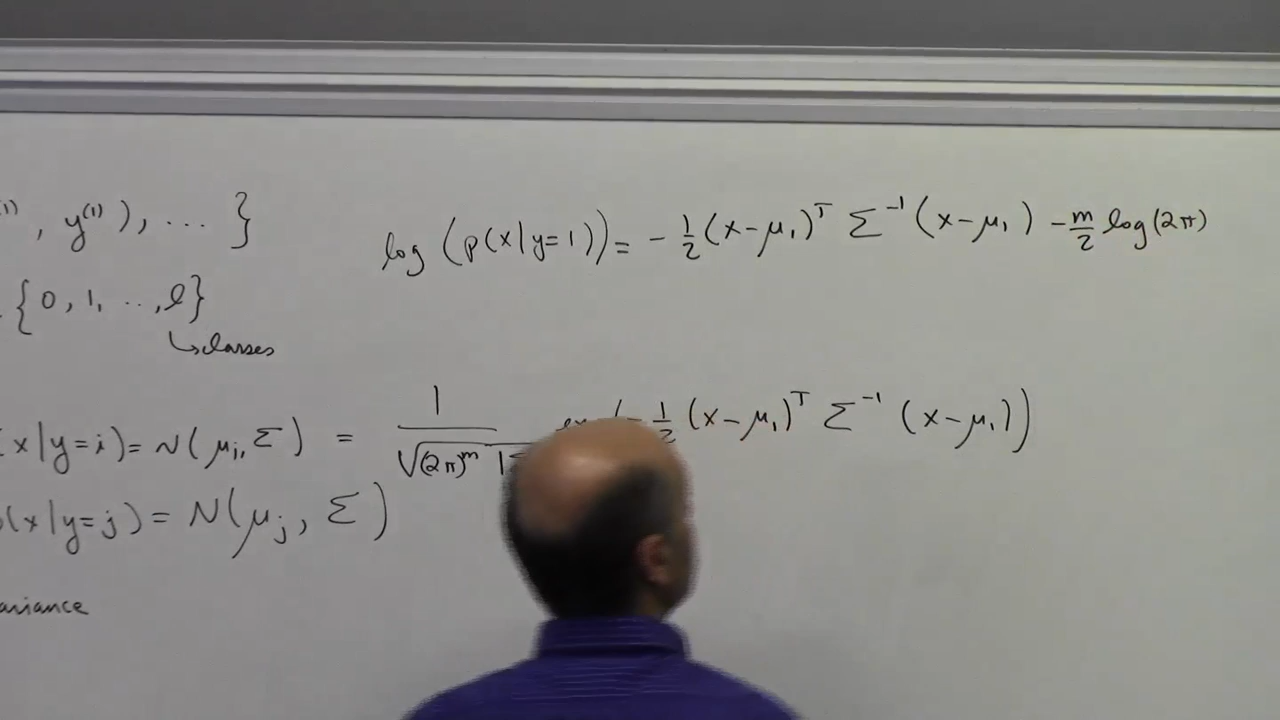 ⁽¹⁾, y⁽¹⁾), ... }
log (p(x|y=1)) = - 1/2 (x-μ₁)ᵀ Σ⁻¹ (x-μ₁) - m/2 log(2π)
{0, 1, .., l}
↳ classes
(x|y=i) = N(μᵢ, Σ) = 1/√((2π)ᵐ - 1/2 (x-μ₁)ᵀ Σ⁻¹ (x-μ₁))
(x|y=j) = N(μⱼ, Σ)
ariance